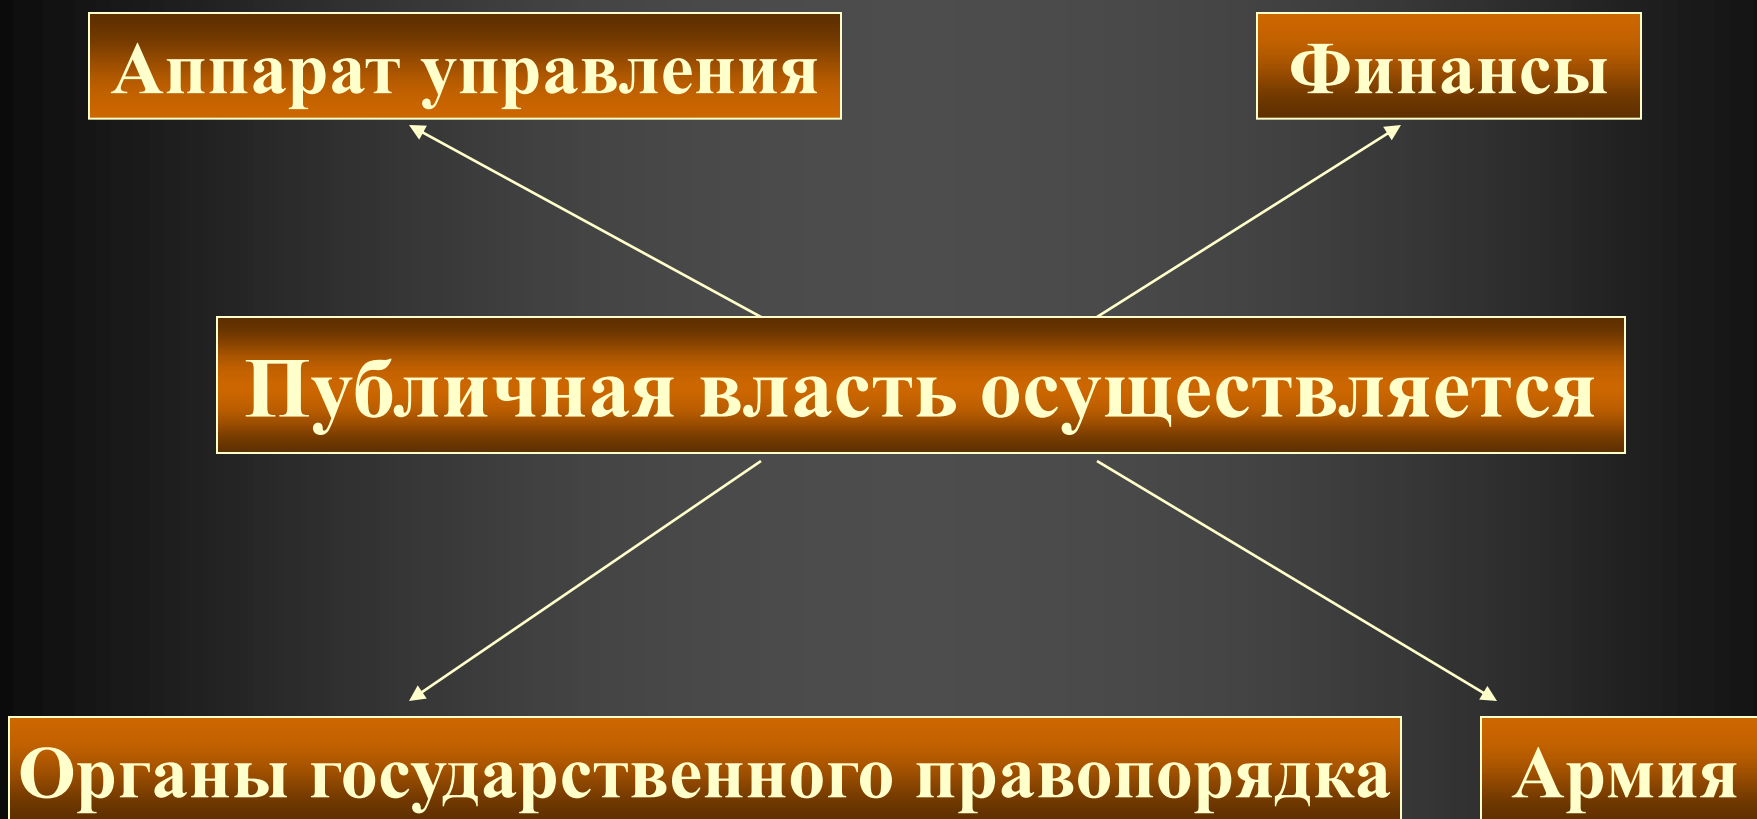 Аппарат управления
Финансы
Публичная власть осуществляется
Органы государственного правопорядка
Армия